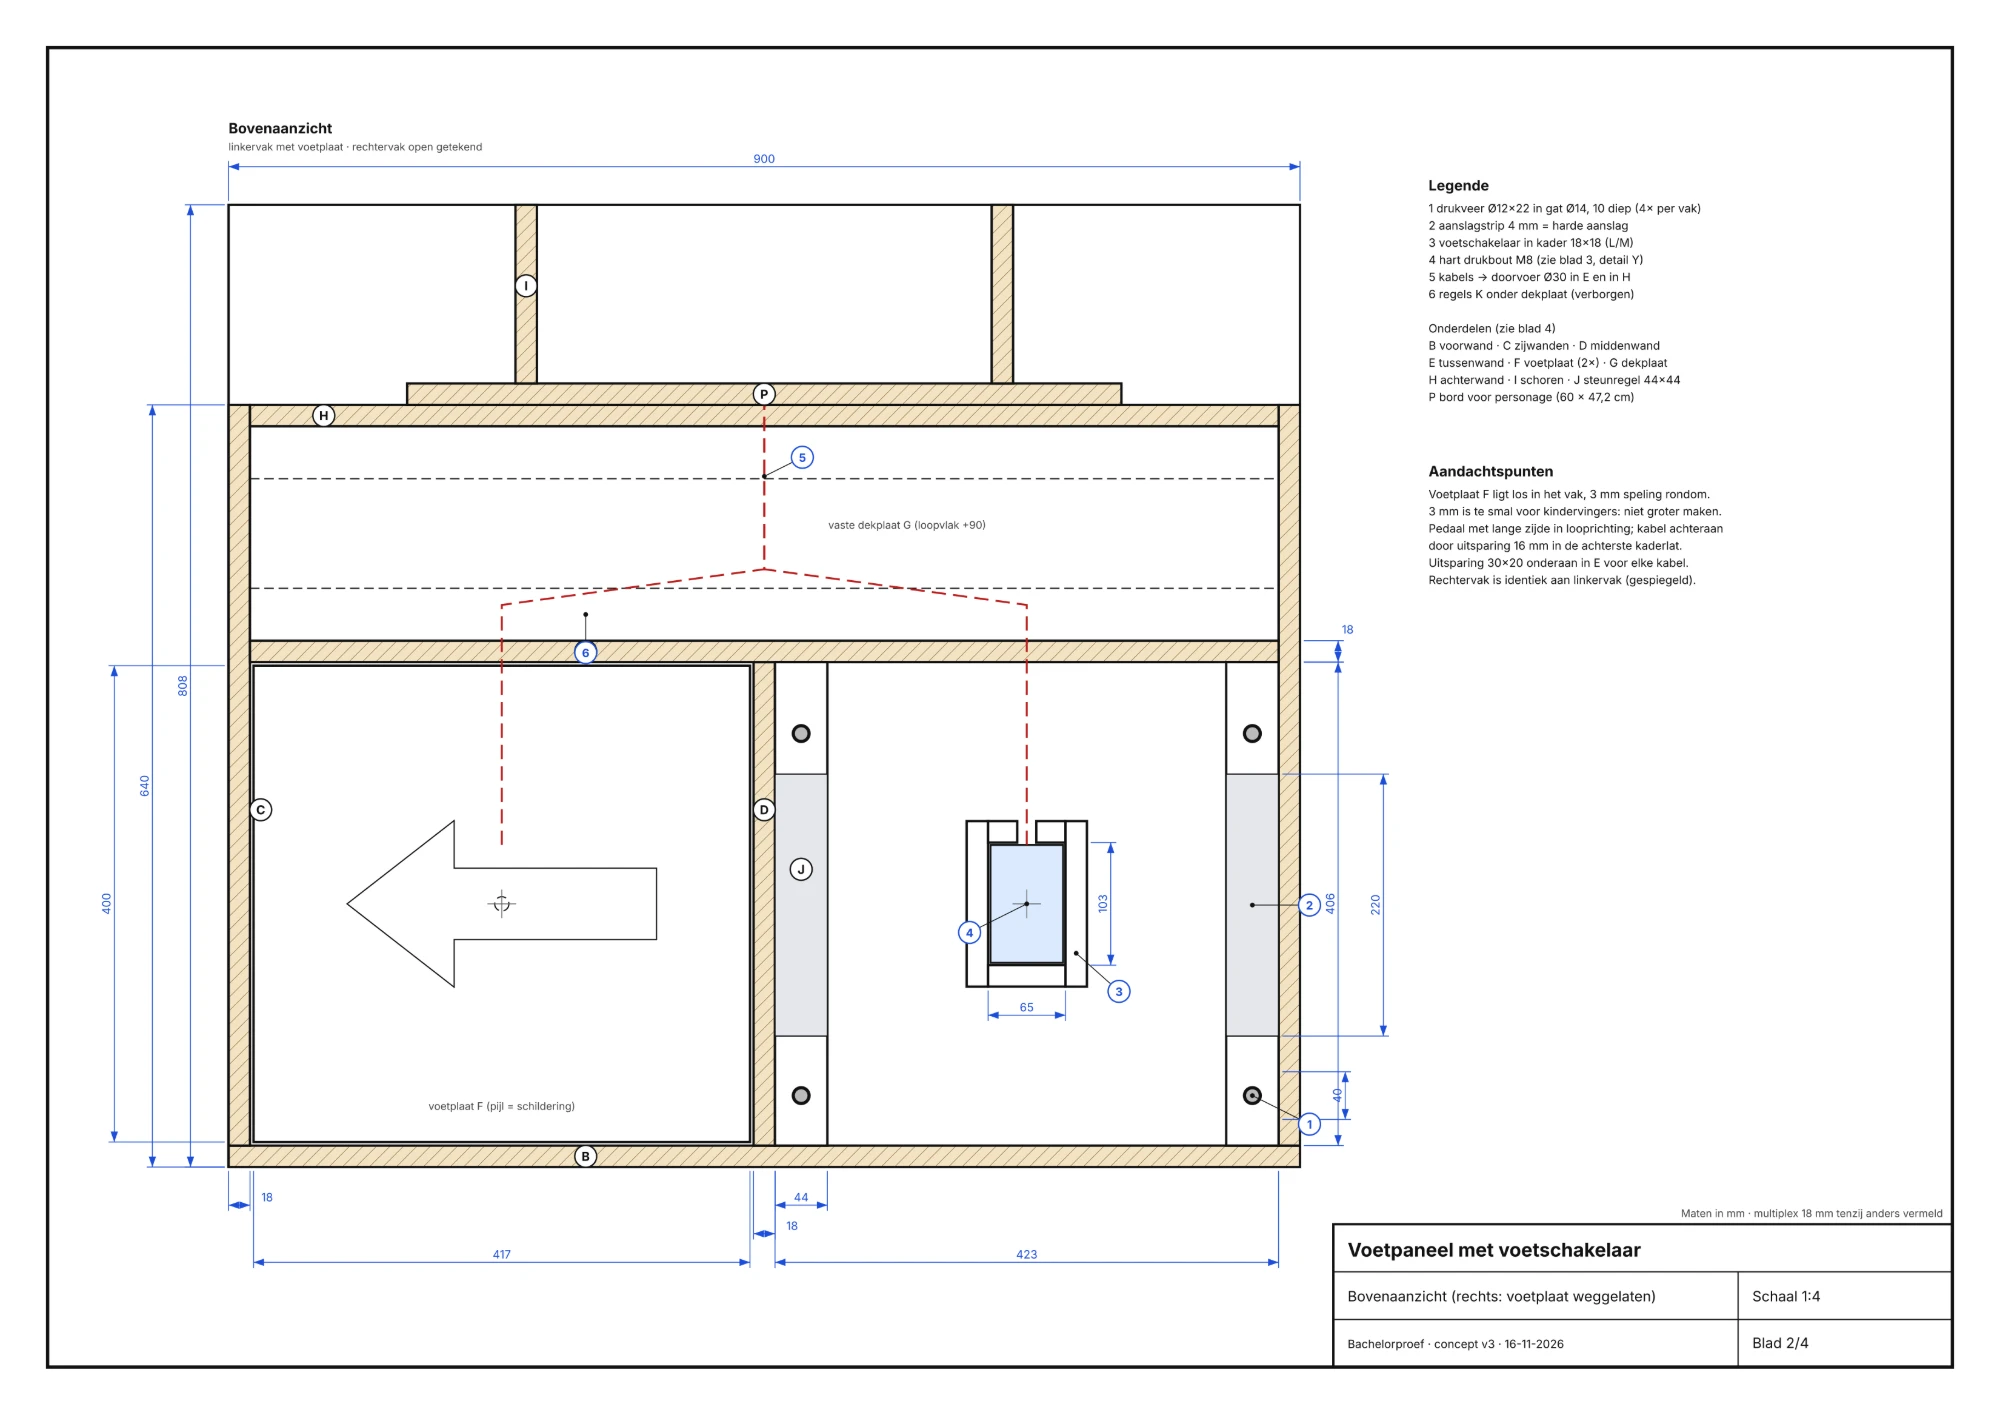 Bovenaanzicht
linkervak met voetplaat · rechtervak open getekend
900
Legende
1 drukveer Ø12×22 in gat Ø14, 10 diep (4× per vak)
2 aanslagstrip 4 mm = harde aanslag
3 voetschakelaar in kader 18×18 (L/M)
4 hart drukbout M8 (zie blad 3, detail Y)
5 kabels → doorvoer Ø30 in E en in H
6 regels K onder dekplaat (verborgen)
Onderdelen (zie blad 4)
B voorwand · C zijwanden · D middenwand
E tussenwand · F voetplaat (2×) · G dekplaat
H achterwand · I schoren · J steunregel 44×44
P bord voor personage (60 × 47,2 cm)
Aandachtspunten
Voetplaat F ligt los in het vak, 3 mm speling rondom.
3 mm is te smal voor kindervingers: niet groter maken.
Pedaal met lange zijde in looprichting; kabel achteraan
door uitsparing 16 mm in de achterste kaderlat.
Uitsparing 30×20 onderaan in E voor elke kabel.
Rechtervak is identiek aan linkervak (gespiegeld).
I
P
H
5
vaste dekplaat G (loopvlak +90)
18
6
808
640
C
D
J
400
103
4
2
406
220
3
65
40
voetplaat F (pijl = schildering)
1
B
18
44
18
417
423
Maten in mm · multiplex 18 mm tenzij anders vermeld
Voetpaneel met voetschakelaar
Bovenaanzicht (rechts: voetplaat weggelaten)
Schaal 1:4
Bachelorproef · concept v3 · 16-11-2026
Blad 2/4